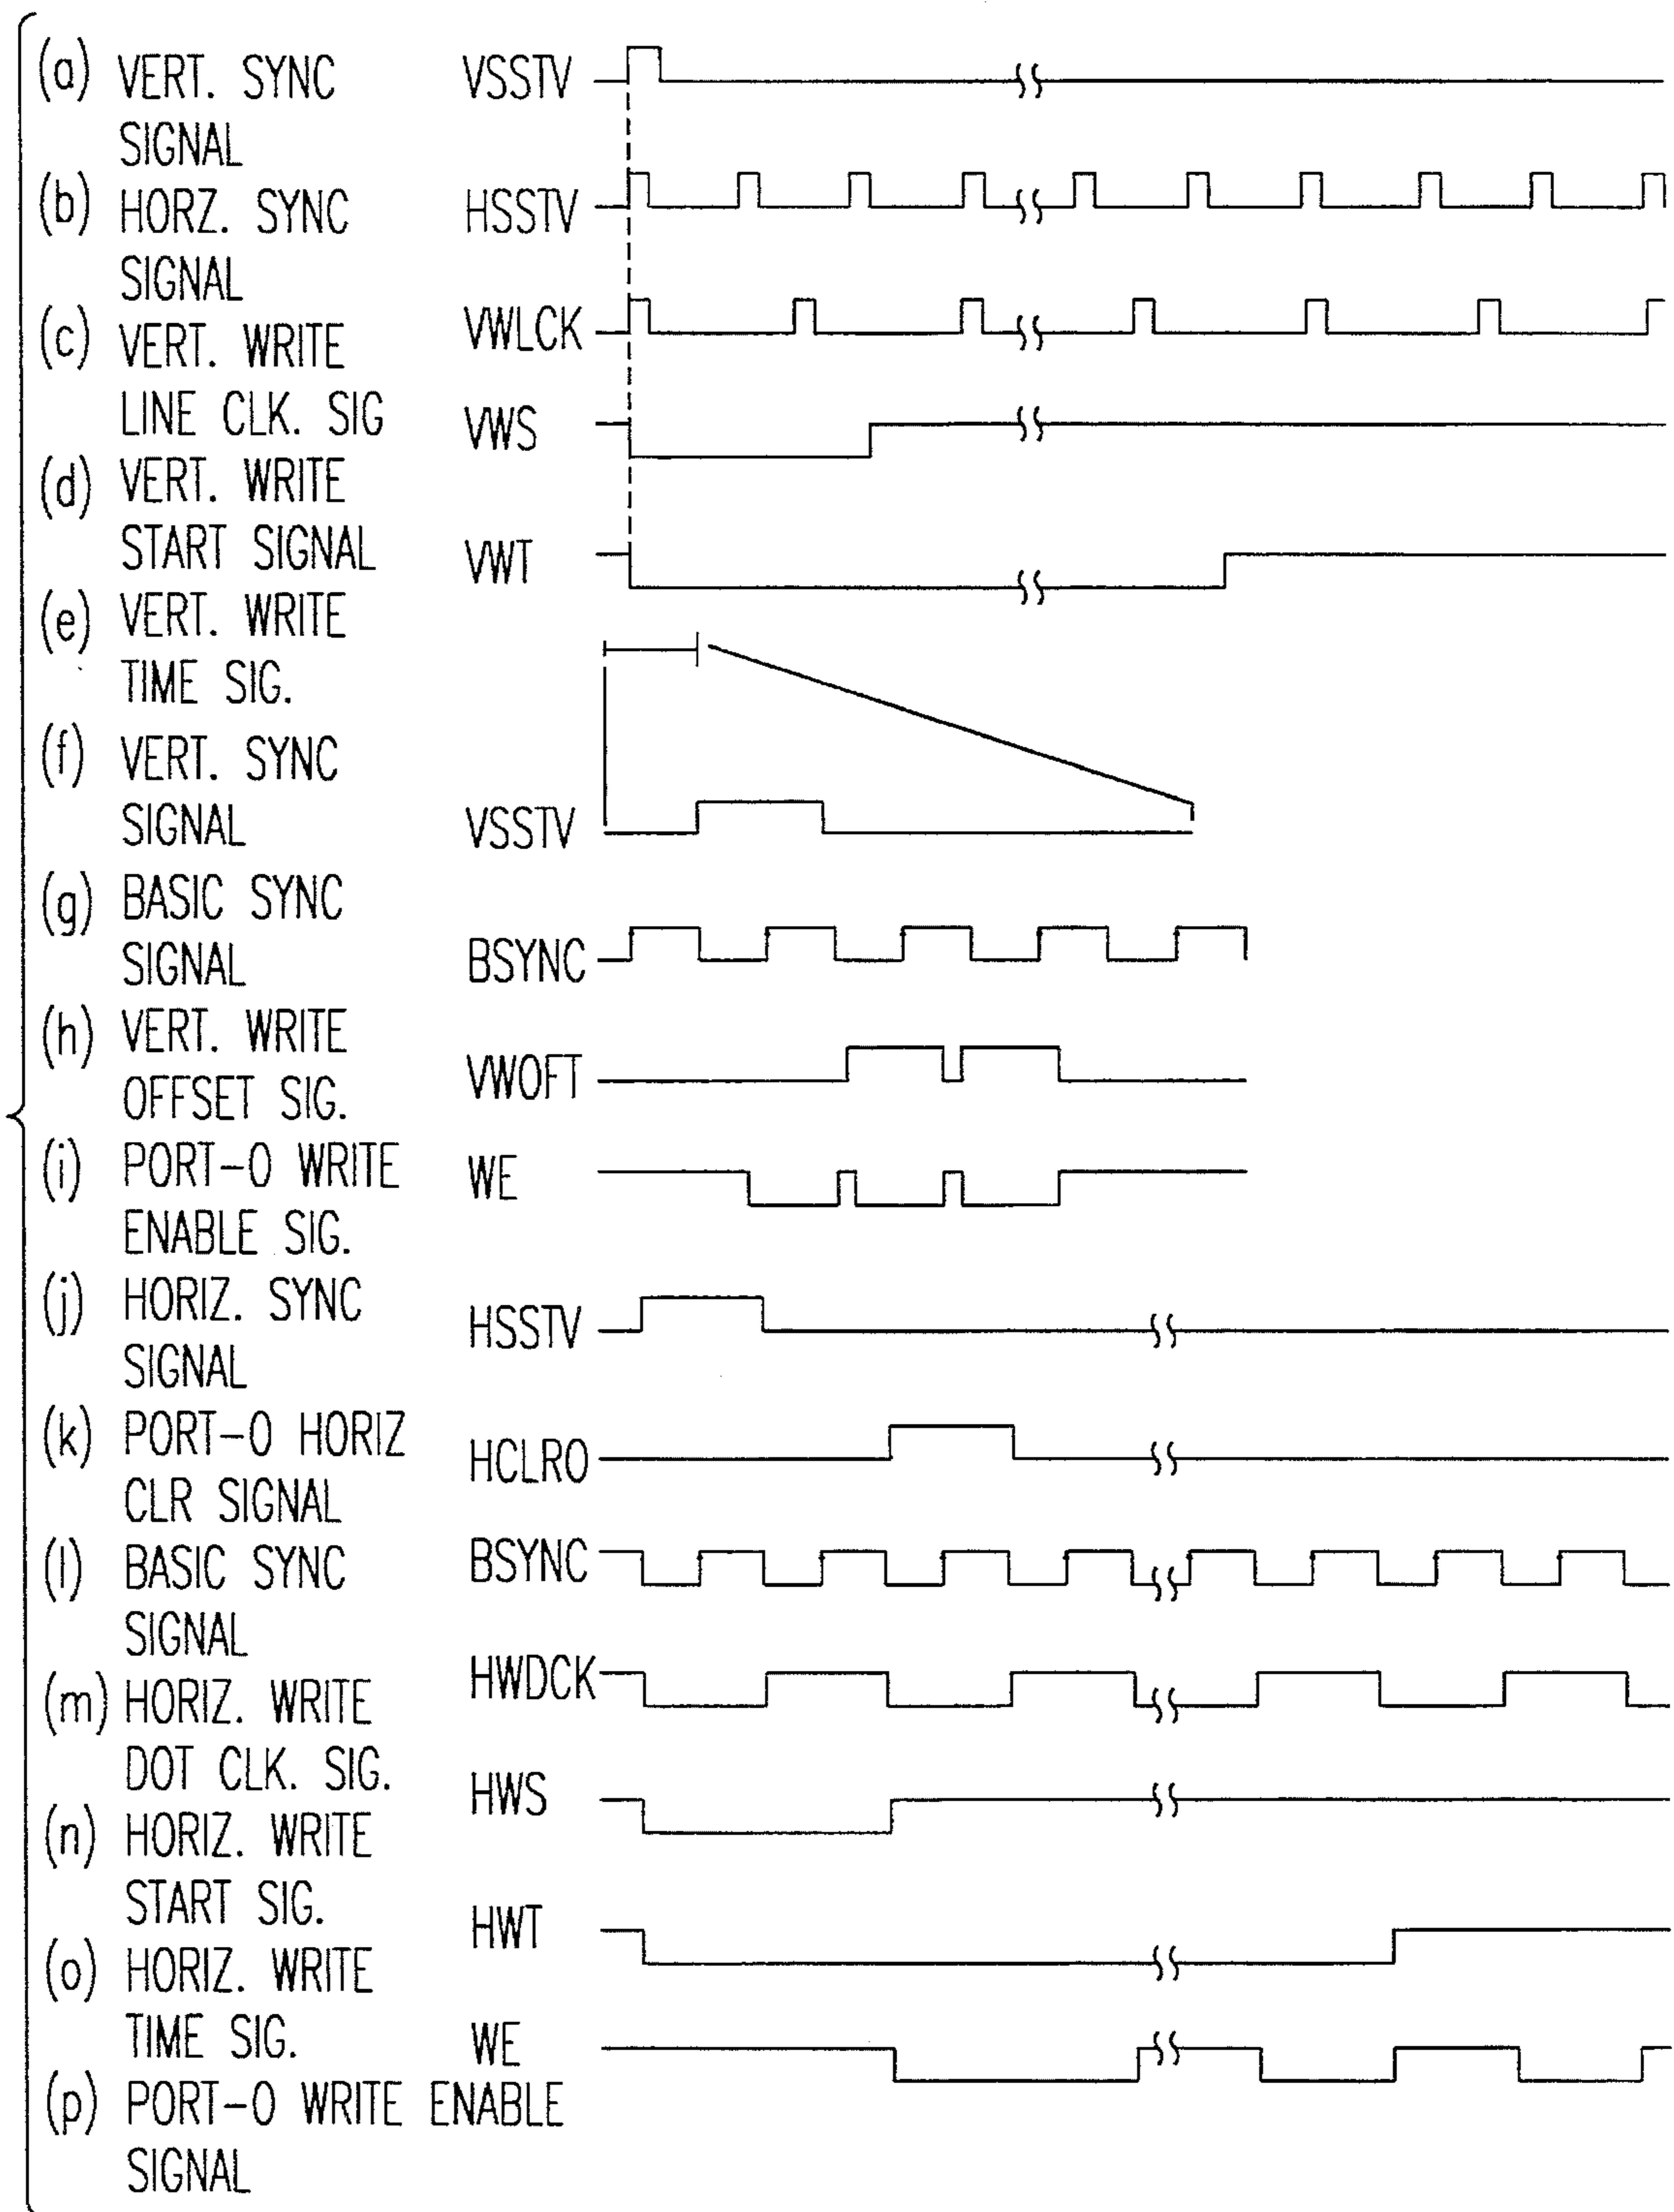 (a) VERT. SYNC VSSTV
SIGNAL
(b) HORZ. SYNC HSSTV
SIGNAL
(c) VERT. WRITE VWLCK
LINE CLK. SIG VWS
(d) VERT. WRITE
START SIGNAL VWT
(e) VERT. WRITE
TIME SIG.
(f) VERT. SYNC
SIGNAL VSSTV
(g) BASIC SYNC
SIGNAL BSYNC
(h) VERT. WRITE
OFFSET SIG. VWOFT
(i) PORT-0 WRITE WE
ENABLE SIG.
(j) HORIZ. SYNC HSSTV
SIGNAL
(k) PORT-0 HORIZ HCLR0
CLR SIGNAL
(l) BASIC SYNC BSYNC
SIGNAL
(m) HORIZ. WRITE HWDCK
DOT CLK. SIG. HWS
(n) HORIZ. WRITE
START SIG. HWT
(o) HORIZ. WRITE
TIME SIG. WE
(p) PORT-0 WRITE ENABLE
SIGNAL